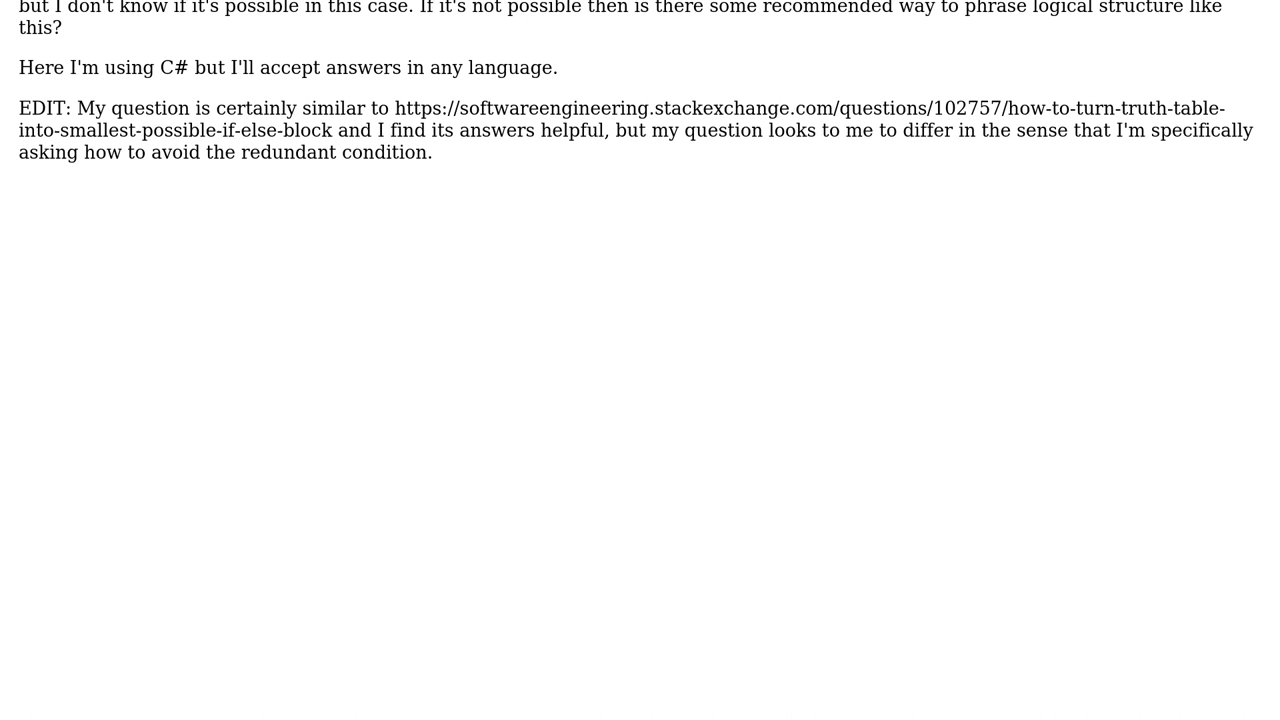 but I don't know if it's possible in this case. If it's not possible then is there some recommended way to phrase logical structure like
this?
Here I'm using C# but I'll accept answers in any language.
EDIT: My question is certainly similar to https://softwareengineering.stackexchange.com/questions/102757/how-to-turn-truth-table-
into-smallest-possible-if-else-block and I find its answers helpful, but my question looks to me to differ in the sense that I'm specifically
asking how to avoid the redundant condition.